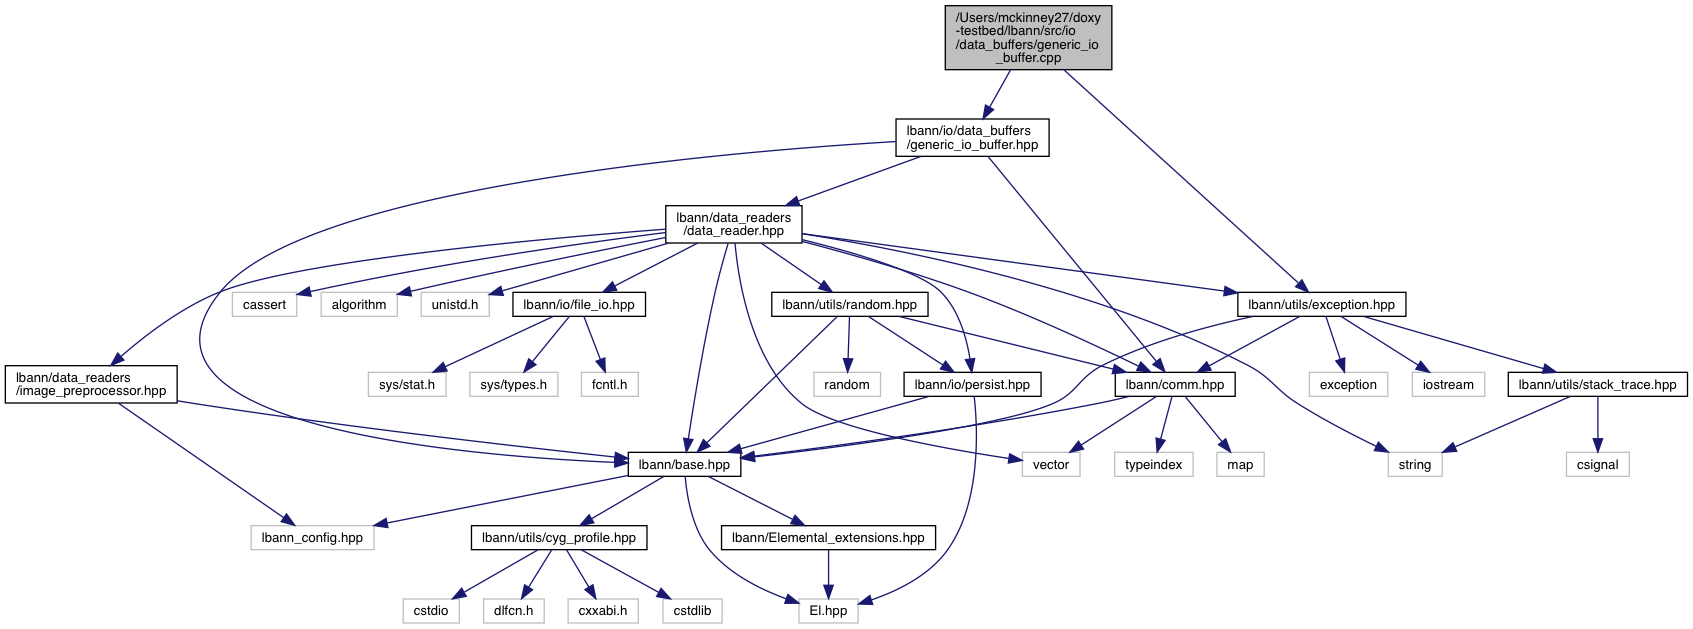 /Users/mckinney27/doxy
-testbed/lbann/src/io
/data_buffers/generic_io
_buffer.cpp
lbann/io/data_buffers
/generic_io_buffer.hpp
lbann/data_readers
/data_reader.hpp
cassert
algorithm
unistd.h
lbann/io/file_io.hpp
lbann/utils/random.hpp
lbann/utils/exception.hpp
lbann/data_readers
/image_preprocessor.hpp
sys/stat.h
sys/types.h
fcntl.h
random
lbann/io/persist.hpp
lbann/comm.hpp
exception
iostream
lbann/utils/stack_trace.hpp
lbann/base.hpp
vector
typeindex
map
string
csignal
lbann_config.hpp
lbann/utils/cyg_profile.hpp
lbann/Elemental_extensions.hpp
cstdio
dlfcn.h
cxxabi.h
cstdlib
El.hpp